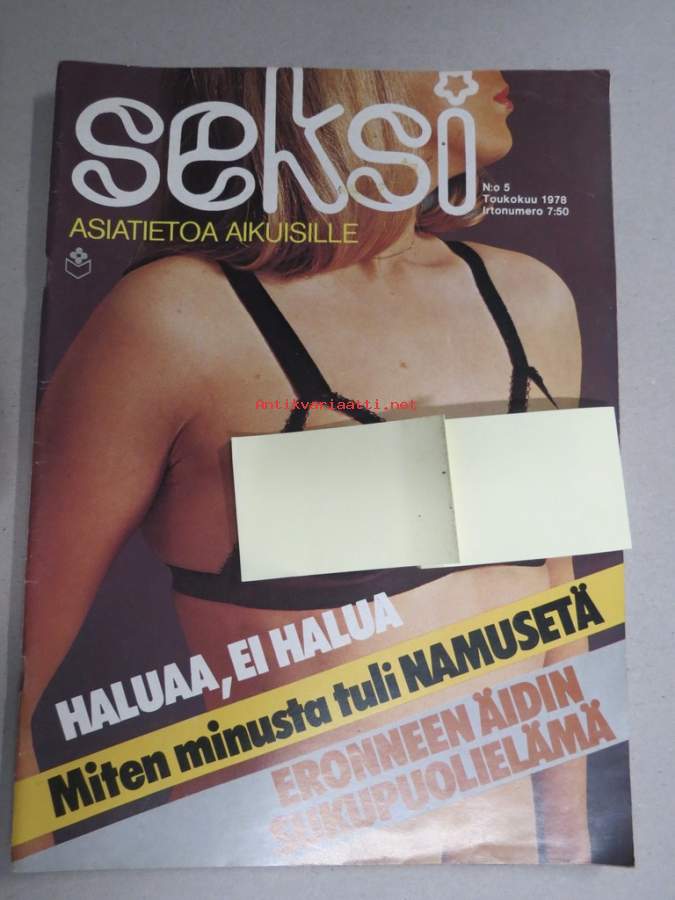 seksi
N:o 5
Toukokuu 1978
Irtonumero 7:50
ASIATIETOA AIKUISILLE
Antikvariaatti.net
HALUAA, EI HALUA
Miten minusta tuli NAMUSETÄ
ERONNEEN ÄIDIN
SUKUPUOLIELÄMÄ